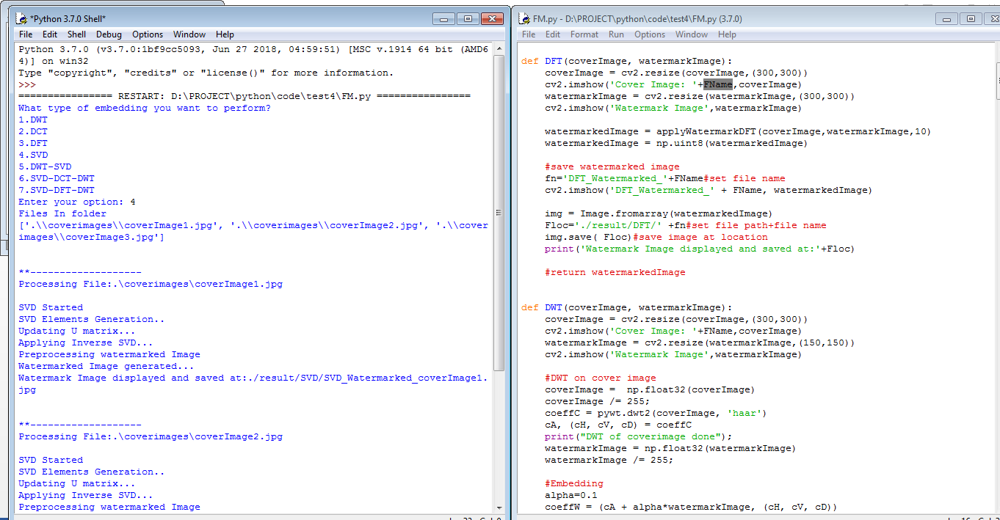 *Python 3.7.0 Shell*
File Edit Shell Debug Options Window Help
Python 3.7.0 (v3.7.0:1bf9cc5093, Jun 27 2018, 04:59:51) [MSC v.1914 64 bit (AMD6
4)] on win32
Type "copyright", "credits" or "license()" for more information.
>>>
================ RESTART: D:\PROJECT\python\code\test4\FM.py ================
What type of embedding you want to perform?
1.DWT
2.DCT
3.DFT
4.SVD
5.DWT-SVD
6.SVD-DCT-DWT
7.SVD-DFT-DWT
Enter your option: 4
Files In folder
['.\\coverimages\\coverImage1.jpg', '.\\coverimages\\coverImage2.jpg', '.\\cover
images\\coverImage3.jpg']
**-------------------
Processing File:.\coverimages\coverImage1.jpg
SVD Started
SVD Elements Generation..
Updating U matrix...
Applying Inverse SVD...
Preprocessing watermarked Image
Watermarked Image generated...
Watermark Image displayed and saved at:./result/SVD/SVD_Watermarked_coverImage1.
jpg
**-------------------
Processing File:.\coverimages\coverImage2.jpg
SVD Started
SVD Elements Generation..
Updating U matrix...
Applying Inverse SVD...
Preprocessing watermarked Image
FM.py - D:\PROJECT\python\code\test4\FM.py (3.7.0)
File Edit Format Run Options Window Help
def DFT(coverImage, watermarkImage):
coverImage = cv2.resize(coverImage,(300,300))
cv2.imshow('Cover Image: '+FName,coverImage)
watermarkImage = cv2.resize(watermarkImage,(300,300))
cv2.imshow('Watermark Image',watermarkImage)
watermarkedImage = applyWatermarkDFT(coverImage,watermarkImage,10)
watermarkedImage = np.uint8(watermarkedImage)
#save watermarked image
fn='DFT_Watermarked_'+FName#set file name
cv2.imshow('DFT_Watermarked_' + FName, watermarkedImage)
img = Image.fromarray(watermarkedImage)
Floc='./result/DFT/' +fn#set file path+file name
img.save( Floc)#save image at location
print('Watermark Image displayed and saved at:'+Floc)
#return watermarkedImage
def DWT(coverImage, watermarkImage):
coverImage = cv2.resize(coverImage,(300,300))
cv2.imshow('Cover Image: '+FName,coverImage)
watermarkImage = cv2.resize(watermarkImage,(150,150))
cv2.imshow('Watermark Image',watermarkImage)
#DWT on cover image
coverImage =  np.float32(coverImage)
coverImage /= 255;
coeffC = pywt.dwt2(coverImage, 'haar')
cA, (cH, cV, cD) = coeffC
print("DWT of coverimage done");
watermarkImage = np.float32(watermarkImage)
watermarkImage /= 255;
#Embedding
alpha=0.1
coeffW = (cA + alpha*watermarkImage, (cH, cV, cD))